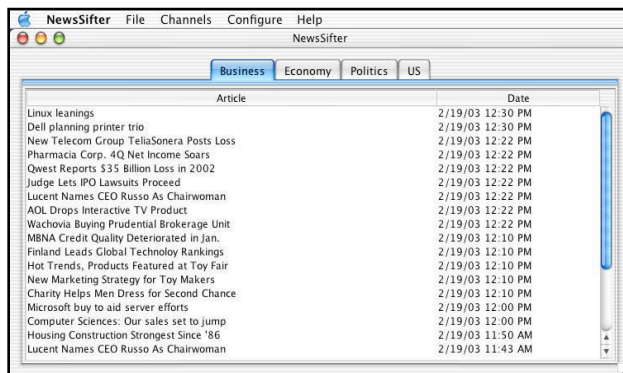 NewsSifter File Channels Configure Help
NewsSifter
Business Economy Politics US
Article Date
Linux leanings 2/19/03 12:30 PM
Dell planning printer trio 2/19/03 12:30 PM
New Telecom Group TeliaSonera Posts Loss 2/19/03 12:22 PM
Pharmacia Corp. 4Q Net Income Soars 2/19/03 12:22 PM
Qwest Reports $35 Billion Loss in 2002 2/19/03 12:22 PM
Judge Lets IPO Lawsuits Proceed 2/19/03 12:22 PM
Lucent Names CEO Russo As Chairwoman 2/19/03 12:22 PM
AOL Drops Interactive TV Product 2/19/03 12:22 PM
Wachovia Buying Prudential Brokerage Unit 2/19/03 12:22 PM
MBNA Credit Quality Deteriorated in Jan. 2/19/03 12:10 PM
Finland Leads Global Technoloy Rankings 2/19/03 12:10 PM
Hot Trends, Products Featured at Toy Fair 2/19/03 12:10 PM
New Marketing Strategy for Toy Makers 2/19/03 12:10 PM
Charity Helps Men Dress for Second Chance 2/19/03 12:10 PM
Microsoft buy to aid server efforts 2/19/03 12:00 PM
Computer Sciences: Our sales set to jump 2/19/03 12:00 PM
Housing Construction Strongest Since '86 2/19/03 11:50 AM
Lucent Names CEO Russo As Chairwoman 2/19/03 11:43 AM